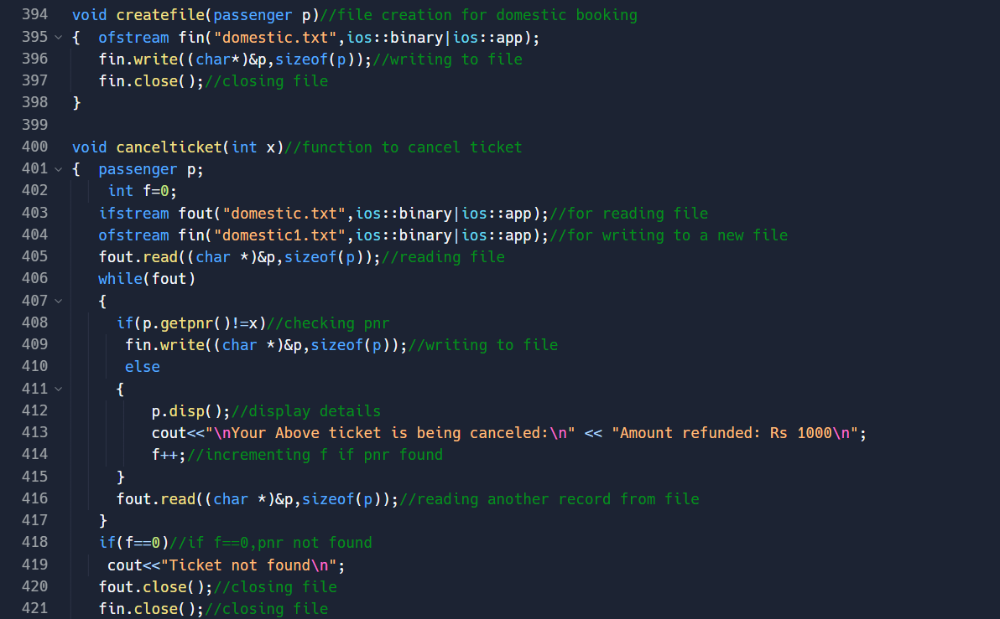 394 void createfile(passenger p)//file creation for domestic booking
395 { ofstream fin("domestic.txt",ios::binary|ios::app);
396 fin.write((char*)&p,sizeof(p));//writing to file
397 fin.close();//closing file
398 }
399
400 void cancelticket(int x)//function to cancel ticket
401 { passenger p;
402 int f=0;
403 ifstream fout("domestic.txt",ios::binary|ios::app);//for reading file
404 ofstream fin("domestic1.txt",ios::binary|ios::app);//for writing to a new file
405 fout.read((char *)&p,sizeof(p));//reading file
406 while(fout)
407 {
408 if(p.getpnr()!=x)//checking pnr
409 fin.write((char *)&p,sizeof(p));//writing to file
410 else
411 {
412 p.disp();//display details
413 cout<<"\nYour Above ticket is being canceled:\n" << "Amount refunded: Rs 1000\n";
414 f++;//incrementing f if pnr found
415 }
416 fout.read((char *)&p,sizeof(p));//reading another record from file
417 }
418 if(f==0)//if f==0,pnr not found
419 cout<<"Ticket not found\n";
420 fout.close();//closing file
421 fin.close();//closing file